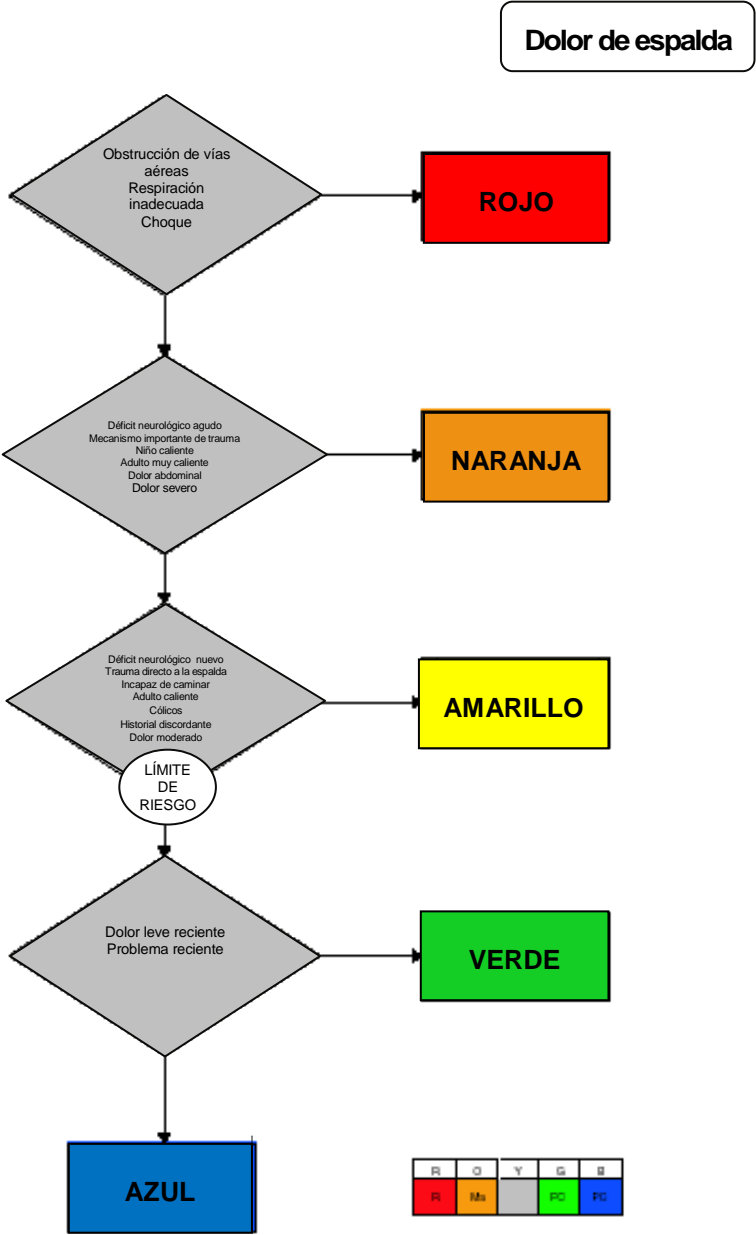 Dolor de espalda
Obstrucción de vías
aéreas
Respiración
inadecuada
Choque
ROJO
Déficit neurológico agudo
Mecanismo importante de trauma
Niño caliente
Adulto muy caliente
Dolor abdominal
Dolor severo
NARANJA
Déficit neurológico nuevo
Trauma directo a la espalda
Incapaz de caminar
Adulto caliente
Cólicos
Historial discordante
Dolor moderado
AMARILLO
LÍMITE
DE
RIESGO
Dolor leve reciente
Problema reciente
VERDE
AZUL
R O Y G B
R Ma PC PC